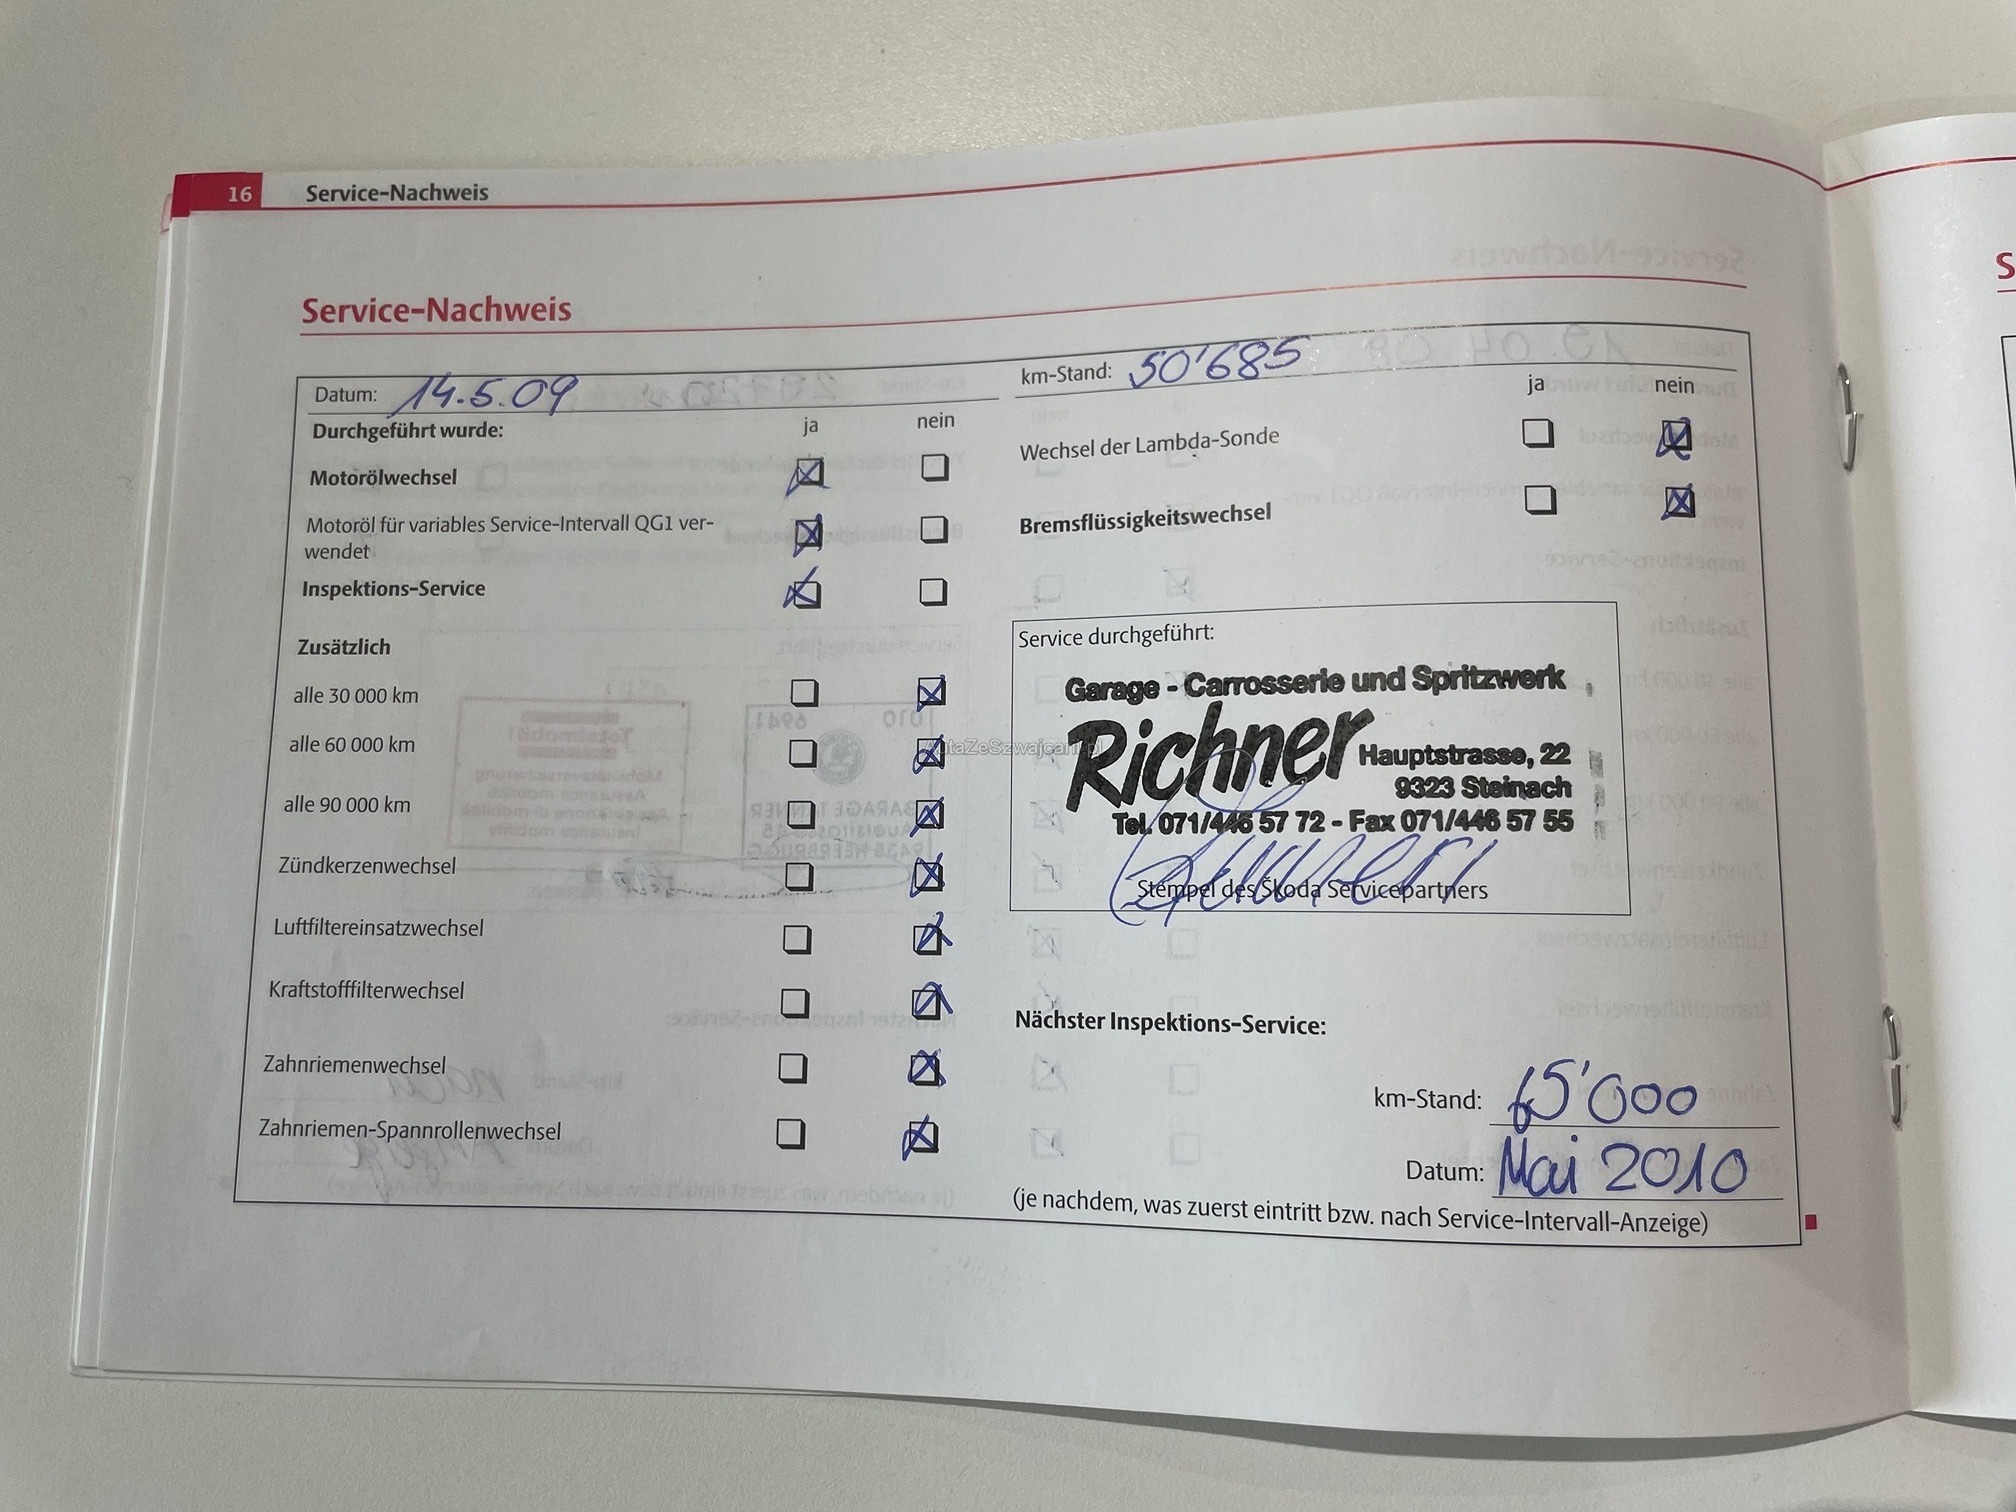 16 Service-Nachweis
Service-Nachweis
Datum: 14.5.09
km-Stand: 50'685
Durchgeführt wurde: ja nein
Motorölwechsel
Motoröl für variables Service-Intervall QG1 ver-
wendet
Inspektions-Service
Zusätzlich
alle 30 000 km
alle 60 000 km
alle 90 000 km
Zündkerzenwechsel
Luftfiltereinsatzwechsel
Kraftstofffilterwechsel
Zahnriemenwechsel
Zahnriemen-Spannrollenwechsel
ja nein
Wechsel der Lambda-Sonde
Bremsflüssigkeitswechsel
Service durchgeführt:
Garage - Carrosserie und Spritzwerk
Richner
Hauptstrasse, 22
9323 Steinach
Tel. 071/446 57 72 - Fax 071/446 57 55
Stempel des Škoda Servicepartners
Nächster Inspektions-Service:
km-Stand: 65'000
Datum: Mai 2010
(je nachdem, was zuerst eintritt bzw. nach Service-Intervall-Anzeige)
AutaZeSzwajcarii.pl
S